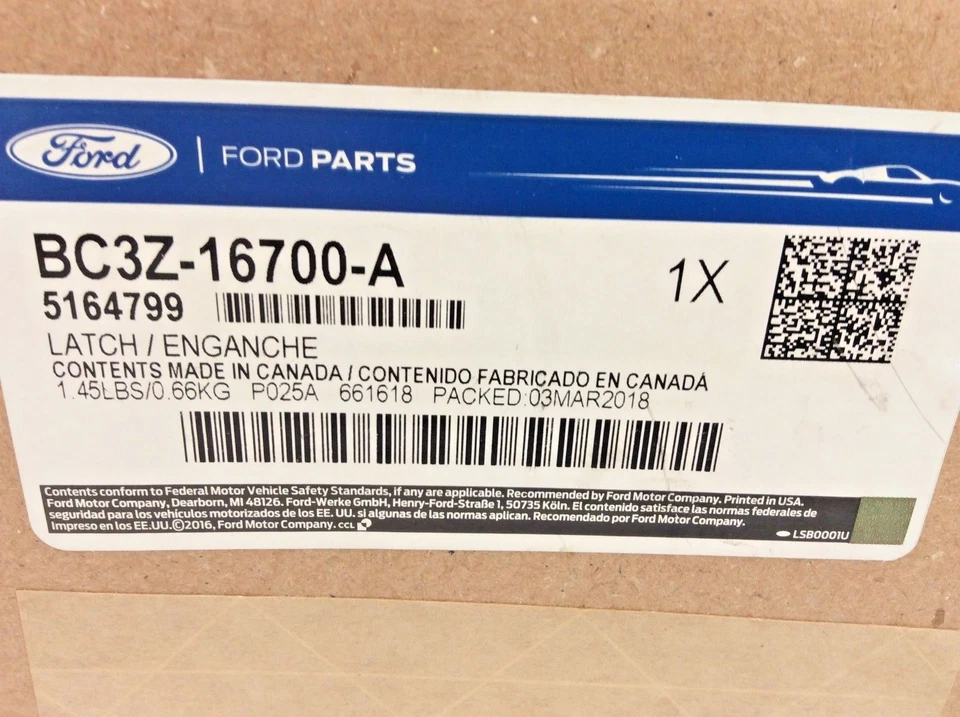 Ford | FORD PARTS
BC3Z-16700-A
1X
5164799
LATCH / ENGANCHE
CONTENTS MADE IN CANADA / CONTENIDO FABRICADO EN CANADÁ
1.45LBS/0.66KG P025A 661618 PACKED:03MAR2018
Contents conform to Federal Motor Vehicle Safety Standards, if any are applicable. Recommended by Ford Motor Company. Printed in USA.
Ford Motor Company, Dearborn, MI 48126. Ford-Werke GmbH, Henry-Ford-Straße 1, 50735 Köln. El contenido satisface las normas federales de
seguridad para los vehículos motorizados de los EE. UU. si algunas de las normas aplican. Recomendado por Ford Motor Company.
Impreso en los EE.UU.©2016, Ford Motor Company. CCL
LSB0001U